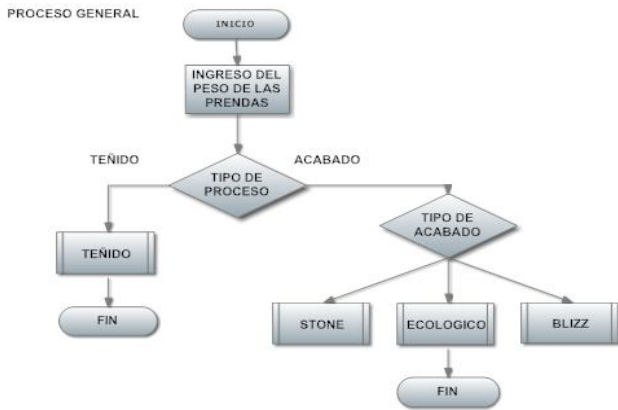 PROCESO GENERAL
INICIO
INGRESO DEL
PESO DE LAS
PRENDAS
TEÑIDO
ACABADO
TIPO DE
PROCESO
TIPO DE
ACABADO
TEÑIDO
STONE
ECOLOGICO
BLIZZ
FIN
FIN